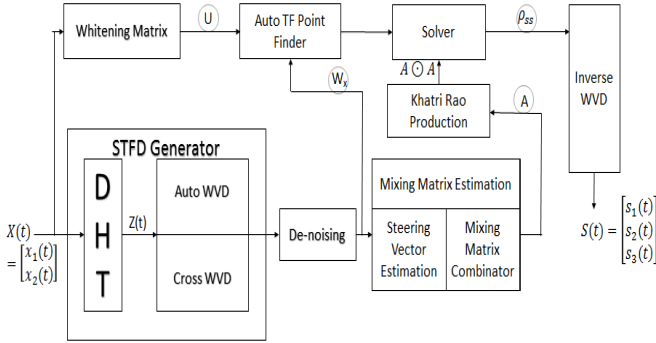 Whitening Matrix
U
Auto TF Point
Finder
Solver
ρss
Inverse
WVD
A ⊙ A
Wx
Khatri Rao
Production
A
STFD Generator
D
H
T
Z(t)
Auto WVD
Cross WVD
De-noising
Mixing Matrix Estimation
Steering
Vector
Estimation
Mixing
Matrix
Combinator
X(t)
= [x1(t)
x2(t)]
S(t) = [s1(t)
s2(t)
s3(t)]